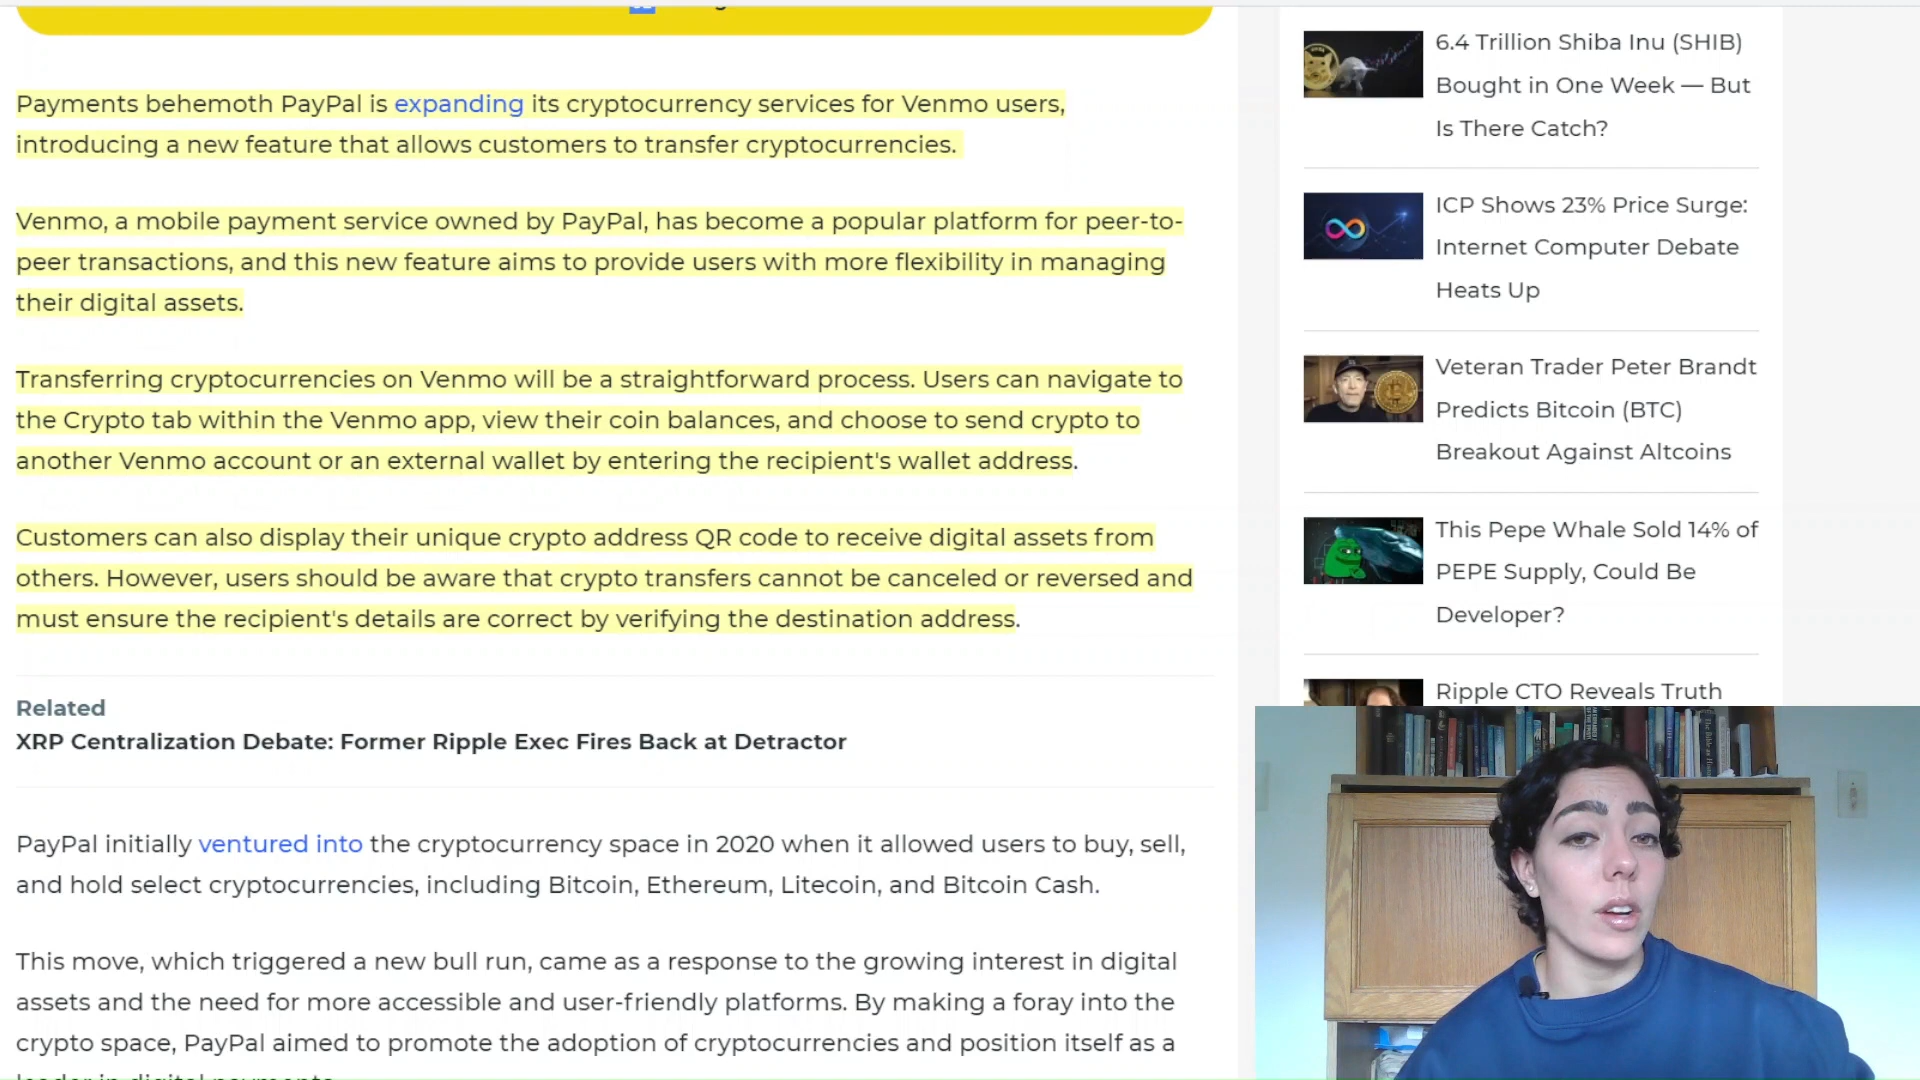 Payments behemoth PayPal is expanding its cryptocurrency services for Venmo users,
introducing a new feature that allows customers to transfer cryptocurrencies.
Venmo, a mobile payment service owned by PayPal, has become a popular platform for peer-to-
peer transactions, and this new feature aims to provide users with more flexibility in managing
their digital assets.
Transferring cryptocurrencies on Venmo will be a straightforward process. Users can navigate to
the Crypto tab within the Venmo app, view their coin balances, and choose to send crypto to
another Venmo account or an external wallet by entering the recipient's wallet address.
Customers can also display their unique crypto address QR code to receive digital assets from
others. However, users should be aware that crypto transfers cannot be canceled or reversed and
must ensure the recipient's details are correct by verifying the destination address.
Related
XRP Centralization Debate: Former Ripple Exec Fires Back at Detractor
PayPal initially ventured into the cryptocurrency space in 2020 when it allowed users to buy, sell,
and hold select cryptocurrencies, including Bitcoin, Ethereum, Litecoin, and Bitcoin Cash.
This move, which triggered a new bull run, came as a response to the growing interest in digital
assets and the need for more accessible and user-friendly platforms. By making a foray into the
crypto space, PayPal aimed to promote the adoption of cryptocurrencies and position itself as a
6.4 Trillion Shiba Inu (SHIB)
Bought in One Week — But
Is There Catch?
ICP Shows 23% Price Surge:
Internet Computer Debate
Heats Up
Veteran Trader Peter Brandt
Predicts Bitcoin (BTC)
Breakout Against Altcoins
This Pepe Whale Sold 14% of
PEPE Supply, Could Be
Developer?
Ripple CTO Reveals Truth